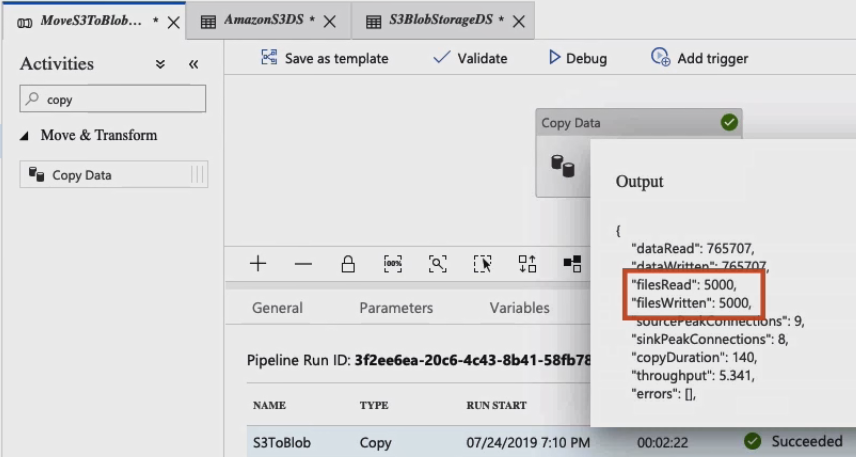 MoveS3ToBlob... * ×
AmazonS3DS * ×
S3BlobStorageDS * ×
Activities
copy
Move & Transform
Copy Data
Save as template
Validate
Debug
Add trigger
Copy Data
100%
General
Parameters
Variables
Pipeline Run ID: 3f2ee6ea-20c6-4c43-8b41-58fb78
NAME TYPE RUN START
S3ToBlob Copy 07/24/2019 7:10 PM 00:02:22 Succeeded
Output
{
"dataRead": 765707,
"dataWritten": 765707,
"filesRead": 5000,
"filesWritten": 5000,
"sourcePeakConnections": 9,
"sinkPeakConnections": 8,
"copyDuration": 140,
"throughput": 5.341,
"errors": [],